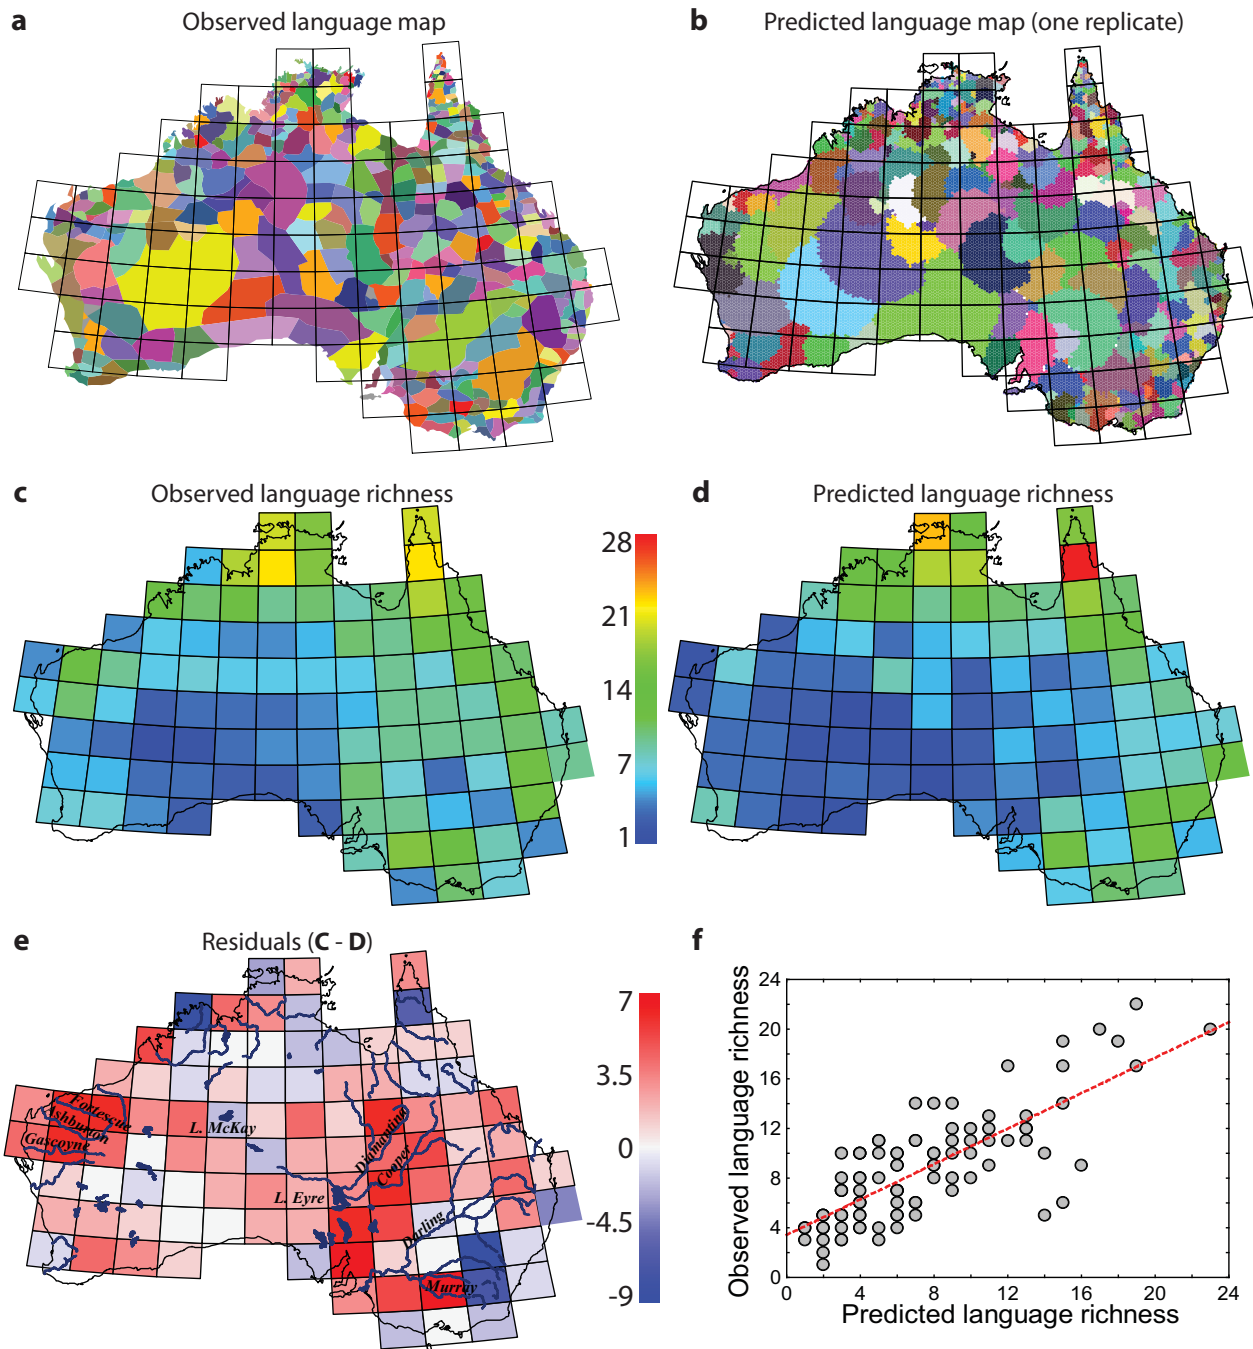 a Observed language map
b Predicted language map (one replicate)
c Observed language richness
d Predicted language richness
28
21
14
7
1
e Residuals (C - D)
f
7
3.5
0
-4.5
-9
Fortescue
Ashburton
Gascoyne
L. McKay
L. Eyre
Diamantina
Cooper
Darling
Murray
Observed language richness
24
20
16
12
8
4
0
0 4 8 12 16 20 24
Predicted language richness